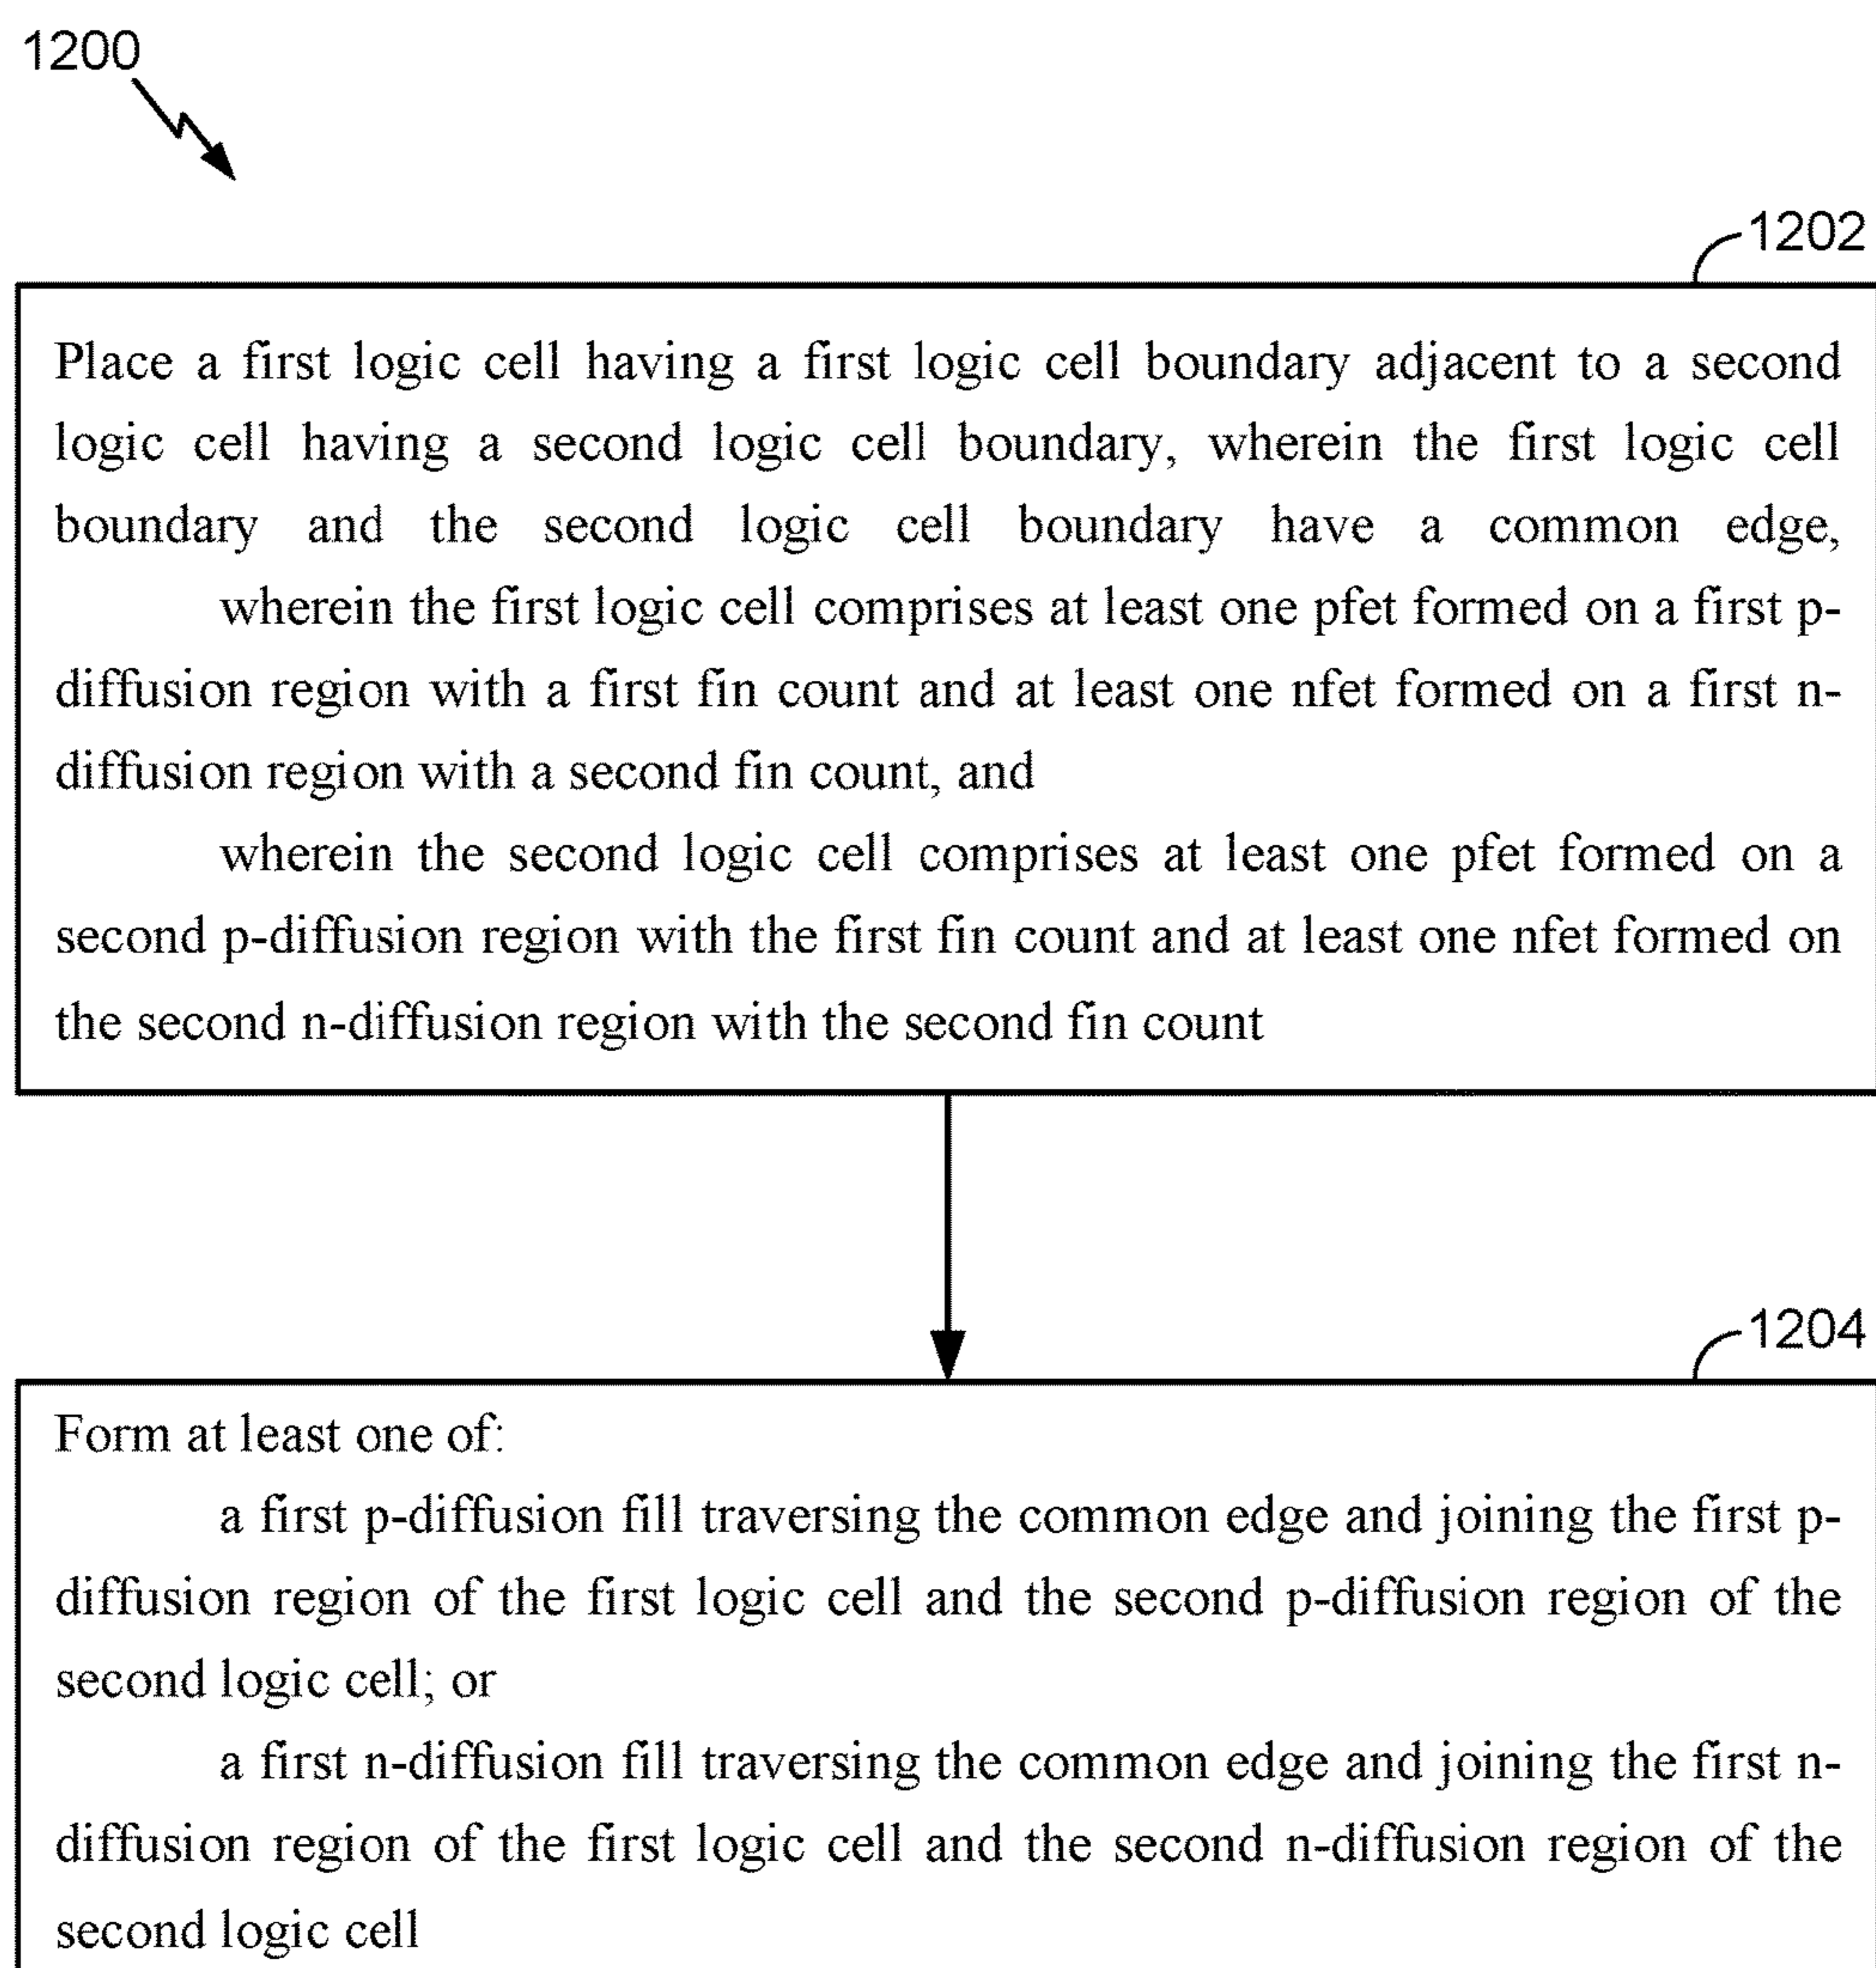 1200
1202
Place a first logic cell having a first logic cell boundary adjacent to a second
logic cell having a second logic cell boundary, wherein the first logic cell
boundary and the second logic cell boundary have a common edge,
wherein the first logic cell comprises at least one pfet formed on a first p-
diffusion region with a first fin count and at least one nfet formed on a first n-
diffusion region with a second fin count, and
wherein the second logic cell comprises at least one pfet formed on a
second p-diffusion region with the first fin count and at least one nfet formed on
the second n-diffusion region with the second fin count
1204
Form at least one of:
a first p-diffusion fill traversing the common edge and joining the first p-
diffusion region of the first logic cell and the second p-diffusion region of the
second logic cell; or
a first n-diffusion fill traversing the common edge and joining the first n-
diffusion region of the first logic cell and the second n-diffusion region of the
second logic cell